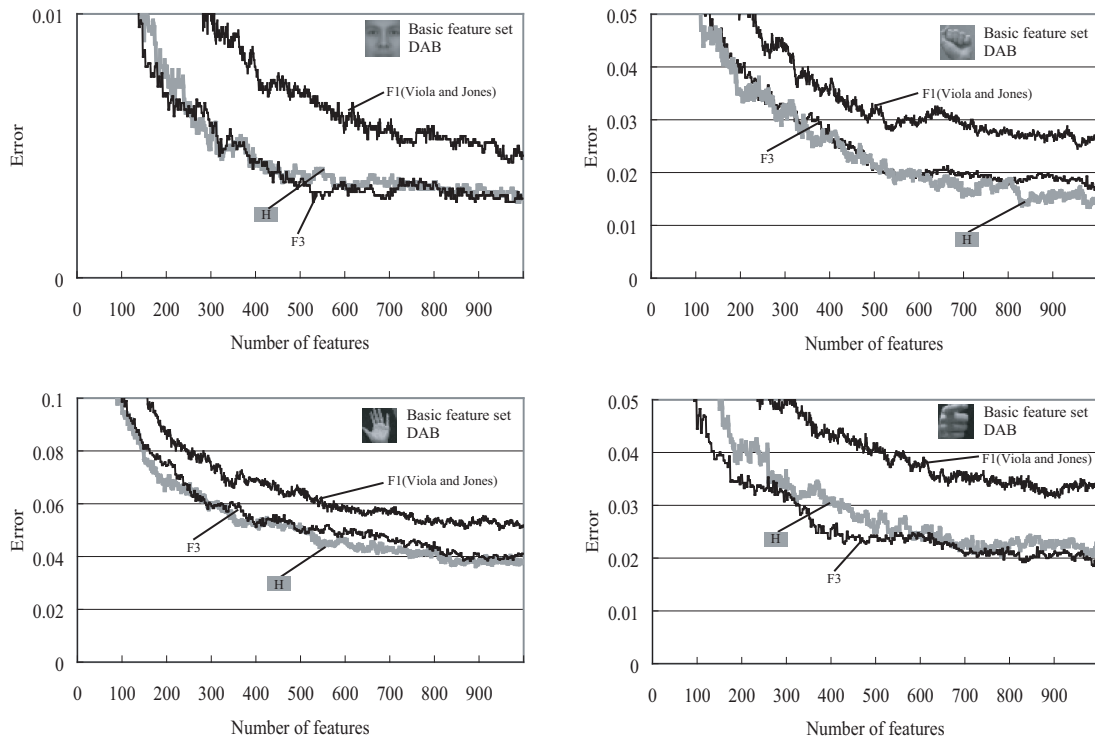 0.01
Basic feature set
DAB
F1(Viola and Jones)
Error
H
F3
0
0 100 200 300 400 500 600 700 800 900
Number of features
0.05
Basic feature set
DAB
0.04
F1(Viola and Jones)
0.03
Error
F3
0.02
H
0.01
0
0 100 200 300 400 500 600 700 800 900
Number of features
0.1
Basic feature set
DAB
0.08
F1(Viola and Jones)
0.06
Error
F3
0.04
H
0.02
0
0 100 200 300 400 500 600 700 800 900
Number of features
0.05
Basic feature set
DAB
0.04
F1(Viola and Jones)
0.03
Error
H
0.02
F3
0.01
0
0 100 200 300 400 500 600 700 800 900
Number of features